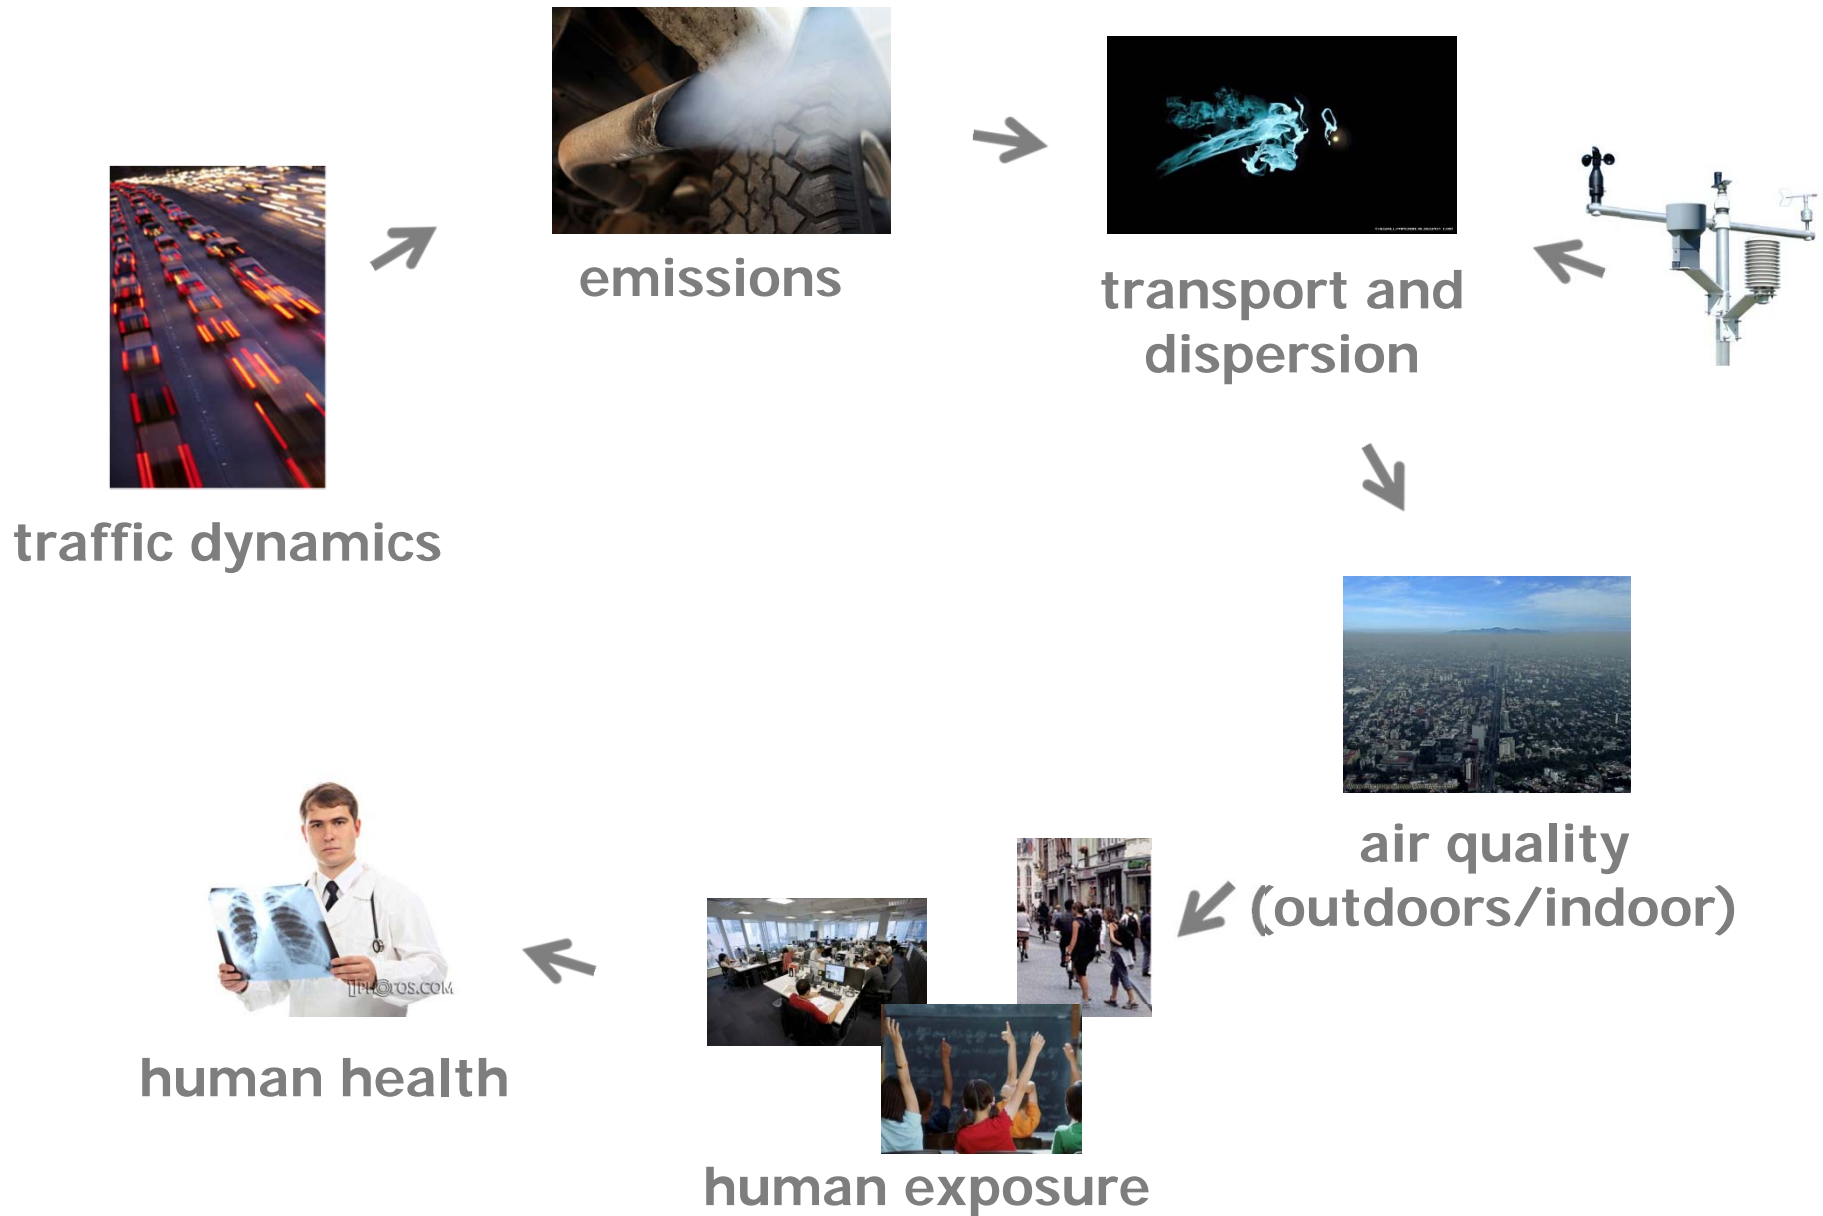 emissions
transport and
dispersion
traffic dynamics
air quality
(outdoors/indoor)
human health
human exposure